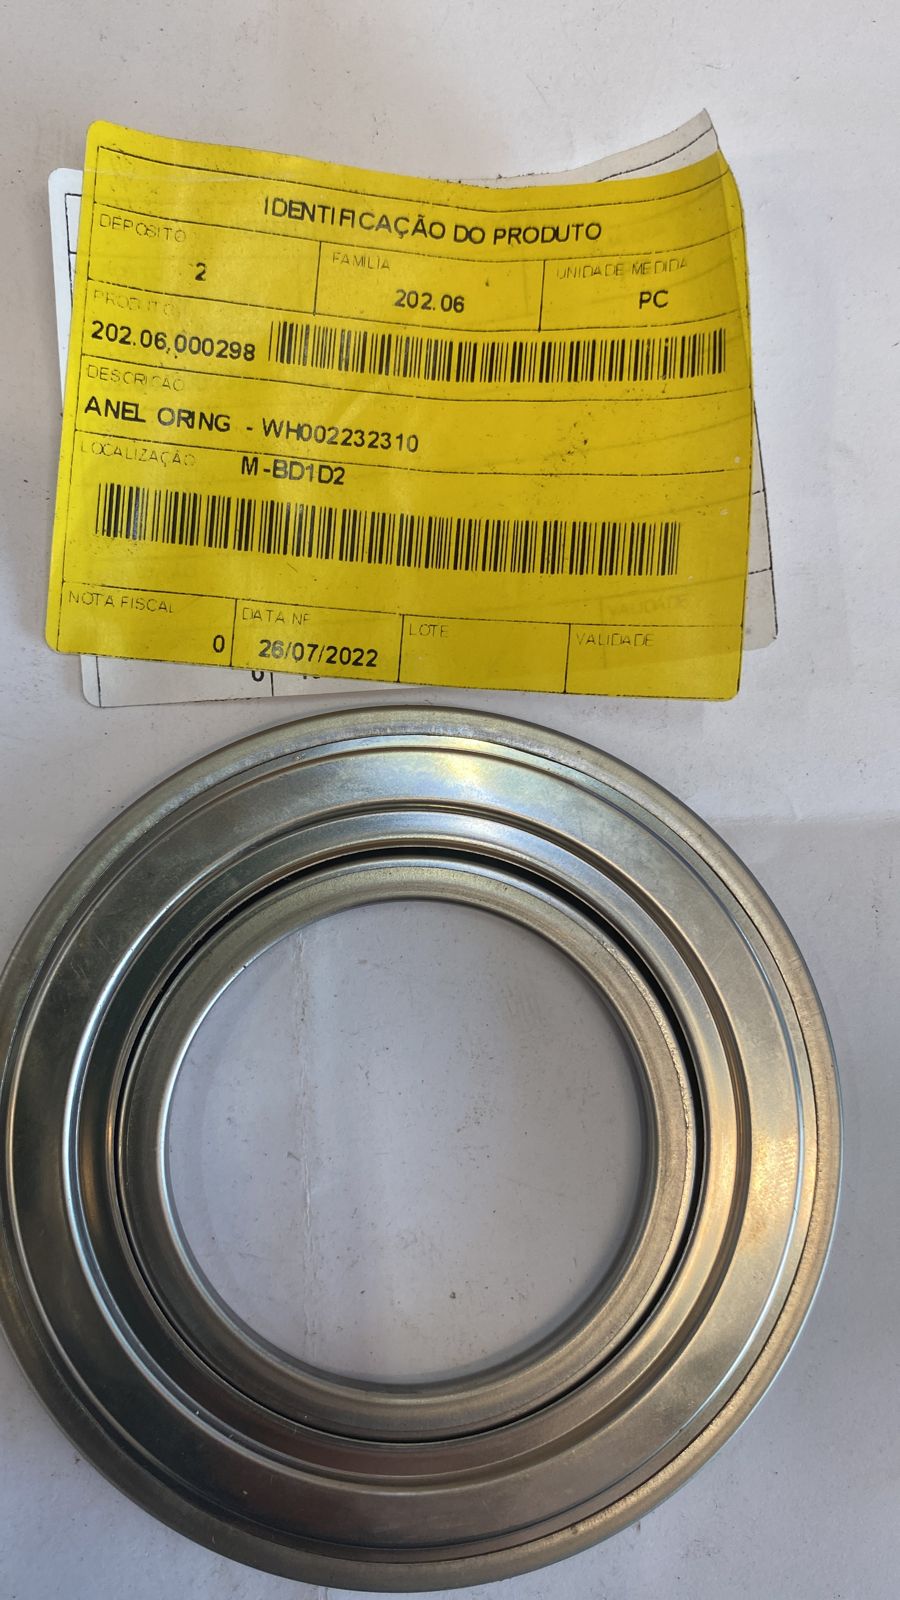 IDENTIFICAÇÃO DO PRODUTO
DEPOSITO FAMILIA UNIDADE MEDIDA
2 202.06 PC
PRODUTO
202.06.000298
DESCRICAO
ANEL ORING - WH002232310
LOCALIZAÇÃO M-BD1D2
NOTA FISCAL DATA NF LOTE VALIDADE
0 26/07/2022
VALIDADE
0